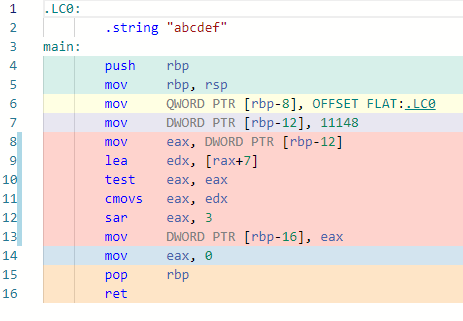 1 .LC0:
2 .string "abcdef"
3 main:
4 push rbp
5 mov rbp, rsp
6 mov QWORD PTR [rbp-8], OFFSET FLAT:.LC0
7 mov DWORD PTR [rbp-12], 11148
8 mov eax, DWORD PTR [rbp-12]
9 lea edx, [rax+7]
10 test eax, eax
11 cmovs eax, edx
12 sar eax, 3
13 mov DWORD PTR [rbp-16], eax
14 mov eax, 0
15 pop rbp
16 ret